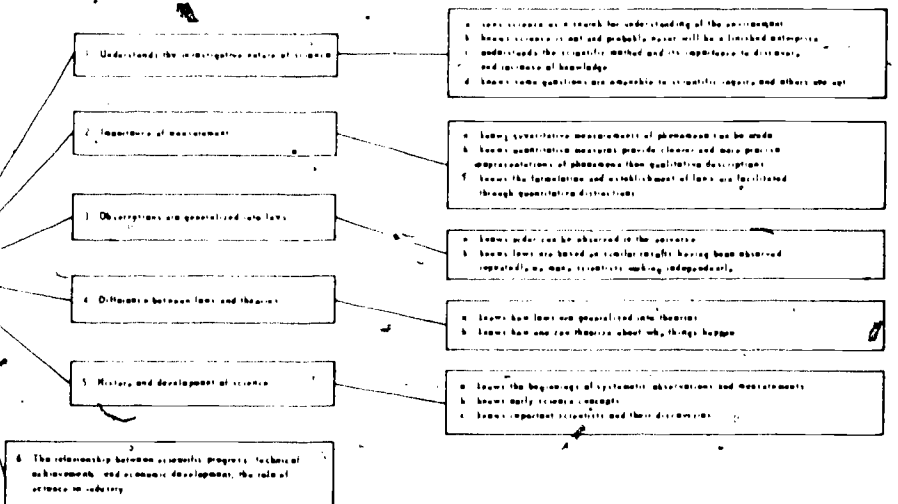 1 Understands the investigative nature of science
a sees science as a search for understanding of the environment
b knows science is not and probably never will be a finished enterprise
c understands the scientific method and its importance to discovery
and increase of knowledge
d knows some questions are amenable to scientific inquiry and others are not
2 Importance of measurement
a knows quantitative measurements of phenomena can be made
b knows quantitative measures provide clearer and more precise
representations of phenomena than qualitative descriptions
c knows the formulation and establishment of laws are facilitated
through quantitative distinctions
3 Observations are generalized into laws
a knows order can be observed in the universe
b knows laws are based on similar results having been observed
repeatedly by many scientists working independently
4 Difference between laws and theories
a knows how laws are generalized into theories
b knows how one can theorize about why things happen
5 History and development of science
a knows the beginnings of systematic observations and measurements
b knows early science concepts
c knows important scientists and their discoveries
6 The relationship between scientific progress, technical
achievements and economic development, the role of
science in industry